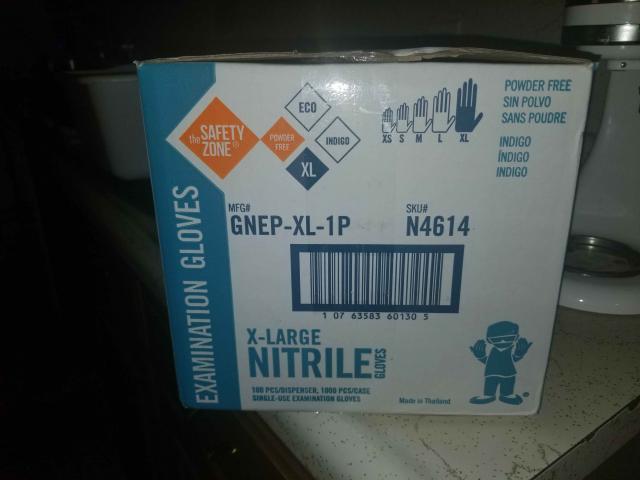 the SAFETY
ZONE®
ECO
POWDER
FREE
INDIGO
XL
XS S M L XL
POWDER FREE
SIN POLVO
SANS POUDRE
INDIGO
ÍNDIGO
INDIGO
EXAMINATION GLOVES
MFG#
GNEP-XL-1P
SKU#
N4614
1 07 63583 60130 5
X-LARGE
NITRILE GLOVES
100 PCS/DISPENSER, 1000 PCS/CASE
SINGLE-USE EXAMINATION GLOVES
Made in Thailand